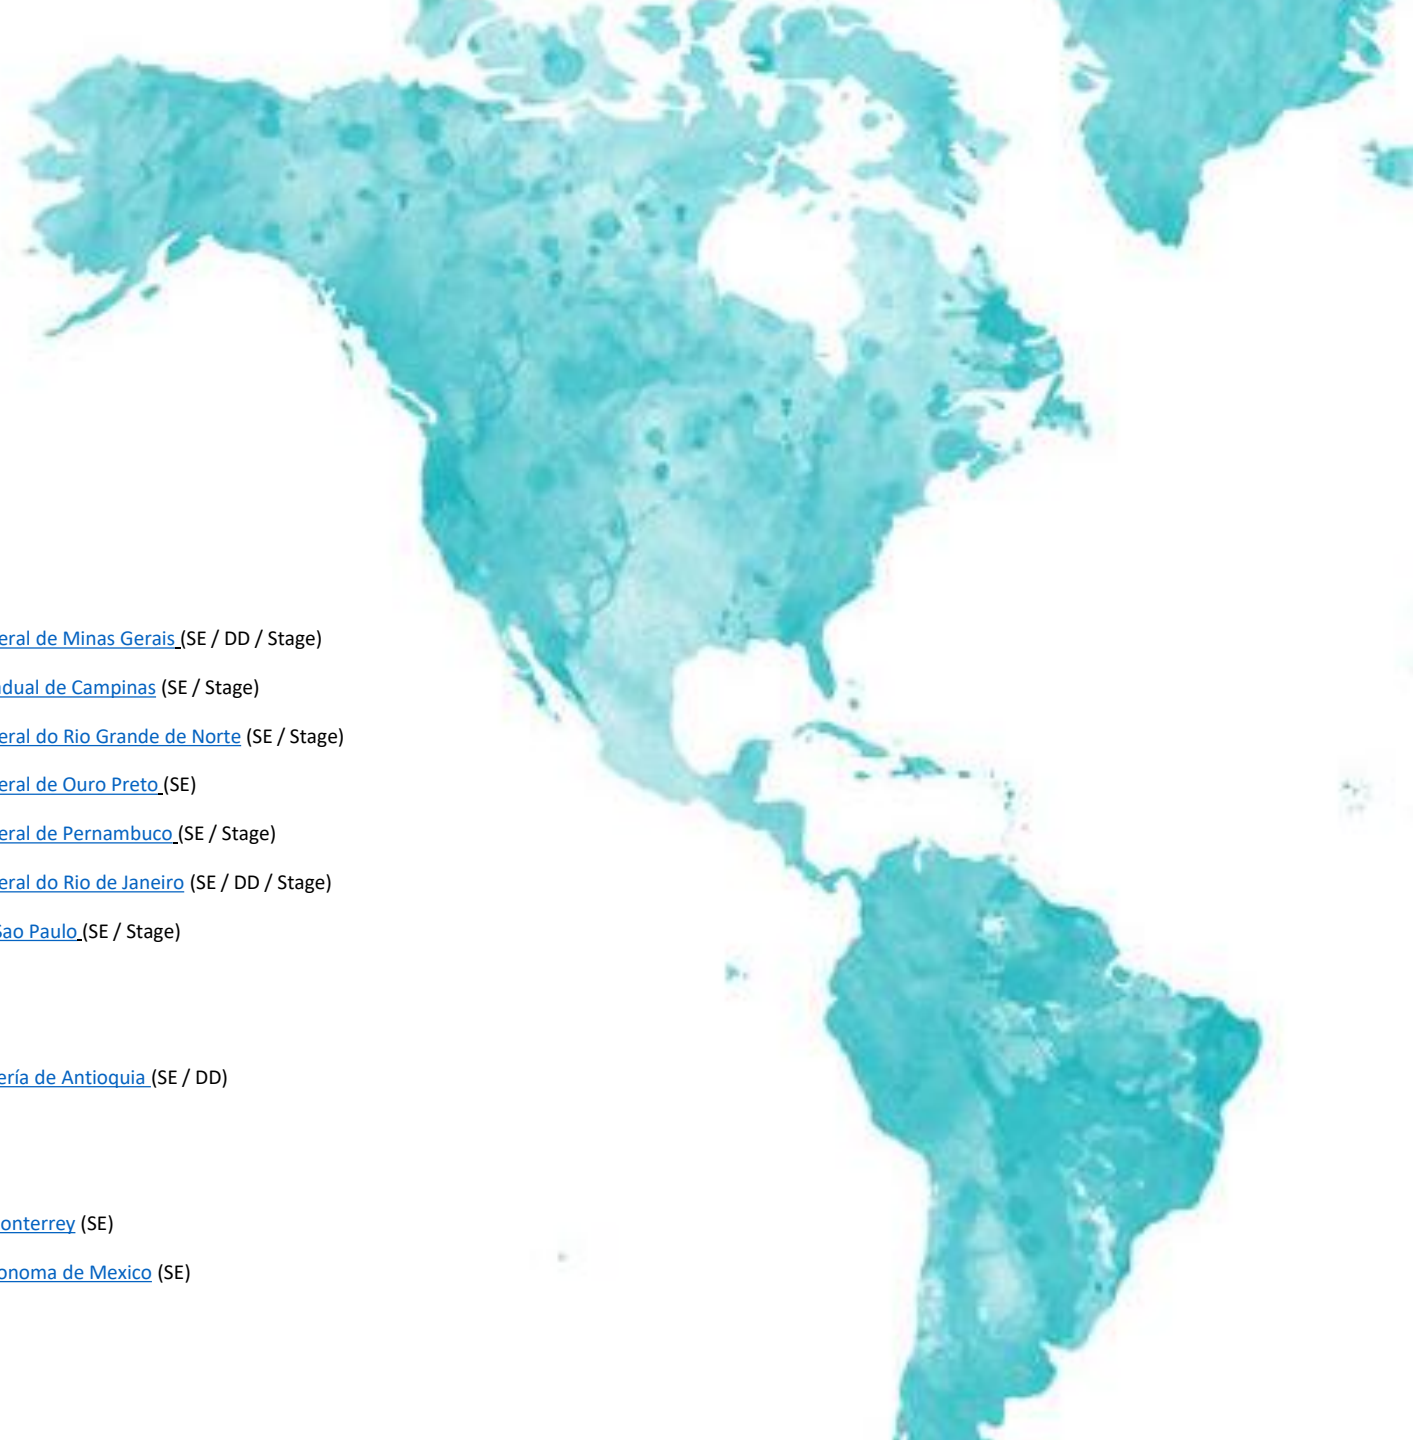 eral de Minas Gerais (SE / DD / Stage)
dual de Campinas (SE / Stage)
eral do Rio Grande de Norte (SE / Stage)
eral de Ouro Preto (SE)
eral de Pernambuco (SE / Stage)
eral do Rio de Janeiro (SE / DD / Stage)
Sao Paulo (SE / Stage)
ería de Antioquia (SE / DD)
onterrey (SE)
onoma de Mexico (SE)